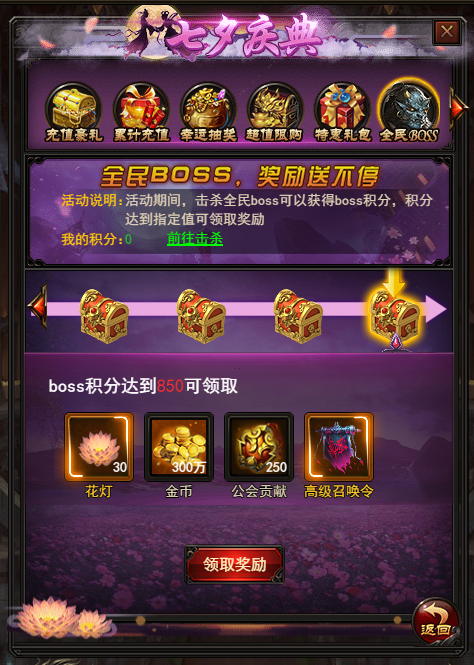 七夕庆典
充值豪礼 累计充值 幸运抽奖 超值限购 特惠礼包 全民BOSS
全民BOSS，奖励送不停
活动说明：活动期间，击杀全民boss可以获得boss积分，积分
达到指定值可领取奖励
我的积分：0 前往击杀
boss积分达到850可领取
30 300万 250
花灯 金币 公会贡献 高级召唤令
领取奖励
返回